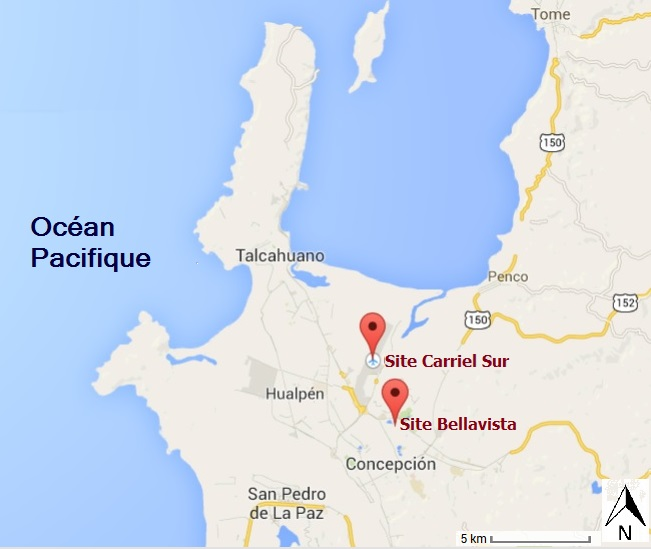 Tome
150
Océan
Pacifique
Talcahuano
Penco
152
150
Site Carriel Sur
Hualpén
Site Bellavista
Concepción
San Pedro
de La Paz
5 km
N